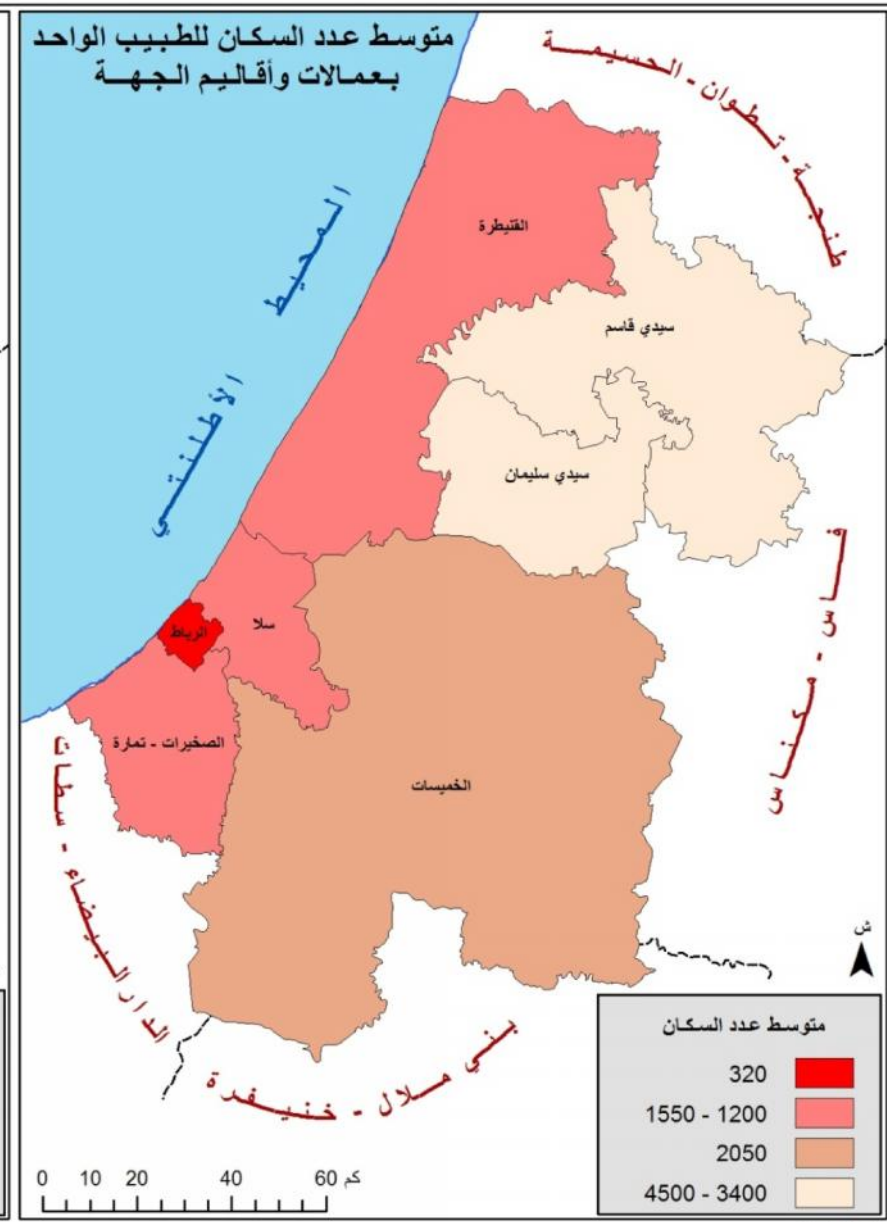 متوسط عدد السكان للطبيب الواحد
بعمالات وأقاليم الجهة
طنجة - تطوان - الحسيمة
المحيط الأطلنتي
القنيطرة
سيدي قاسم
سيدي سليمان
فاس - مكناس
سلا
الرباط
الصخيرات - تمارة
الخميسات
الدار البيضاء - سطات
بني ملال - خنيفرة
ش
متوسط عدد السكان
320
1550 - 1200
2050
4500 - 3400
0 10 20 40 60 كم